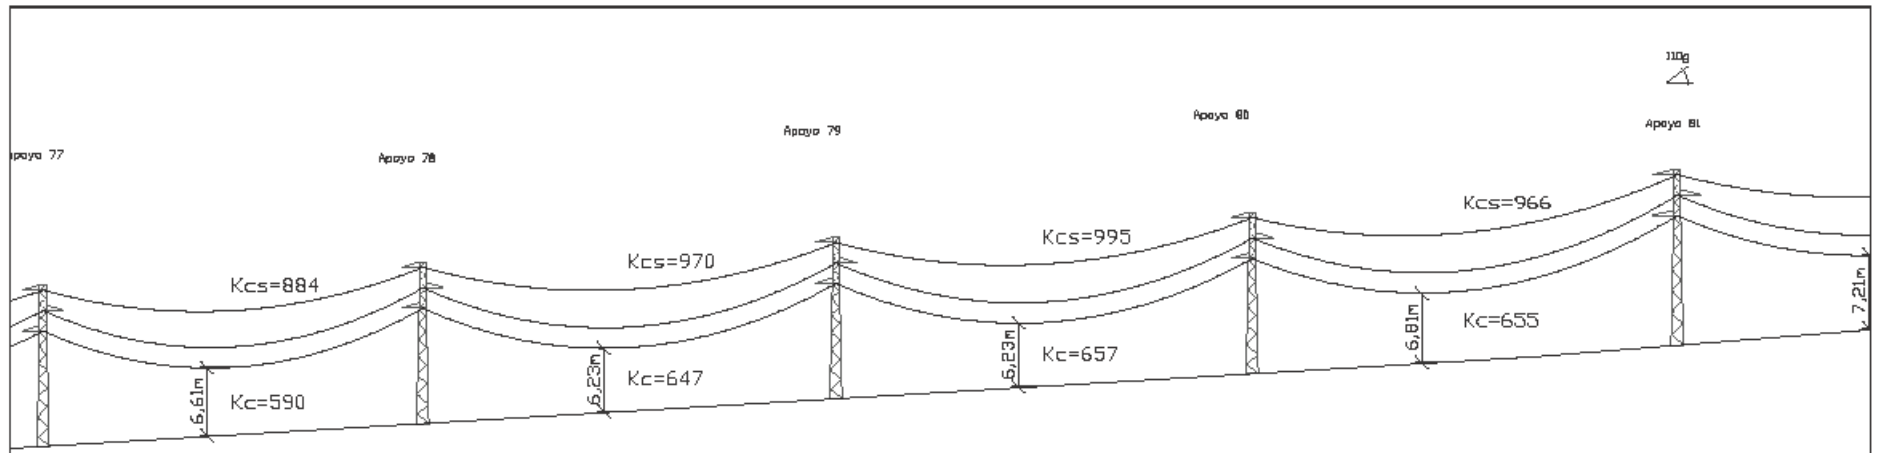 110g
Apoyo 80
Apoyo 81
Apoyo 79
apoyo 77
Apoyo 78
Kcs=966
Kcs=995
Kcs=970
Kcs=884
7,21m
6,81m
Kc=655
6,23m
Kc=657
6,23m
Kc=647
6,61m
Kc=590